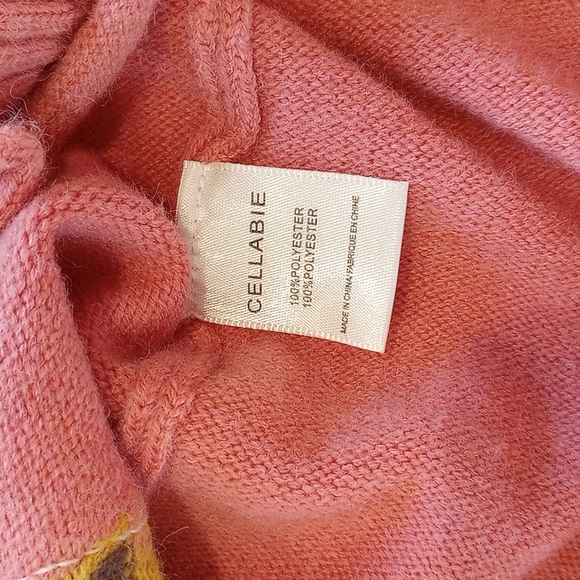 CELLABIE
100%POLYESTER
100%POLYESTER
MADE IN CHINA/FABRIQUE EN CHINE